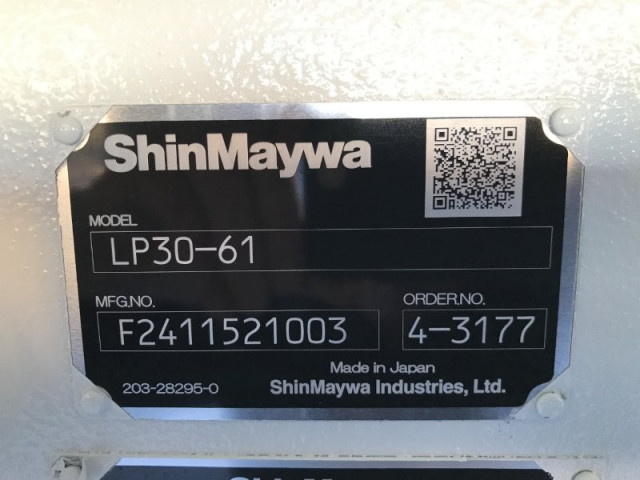 ShinMaywa
MODEL
LP30-61
MFG.NO. ORDER.NO.
F2411521003 4-3177
Made in Japan
203-28295-0 ShinMaywa Industries, Ltd.